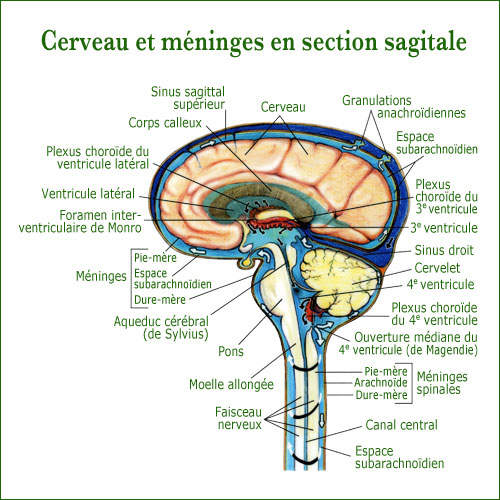 Cerveau et méninges en section sagitale
Sinus sagittal
supérieur
Corps calleux
Cerveau
Granulations
anachroïdiennes
Espace
subarachnoïdien
Plexus choroïde du
ventricule latéral
Ventricule latéral
Foramen inter-
ventriculaire de Monro
Plexus
choroïde du
3e ventricule
3e ventricule
Sinus droit
Cervelet
4e ventricule
Plexus choroïde
du 4e ventricule
Ouverture médiane du
4e ventricule (de Magendie)
Méninges
Pie-mère
Espace
subarachnoïdien
Dure-mère
Aqueduc cérébral
(de Sylvius)
Pons
Moelle allongée
Pie-mère
Arachnoïde
Dure-mère
Méninges
spinales
Faisceau
nerveux
Canal central
Espace
subarachnoïdien